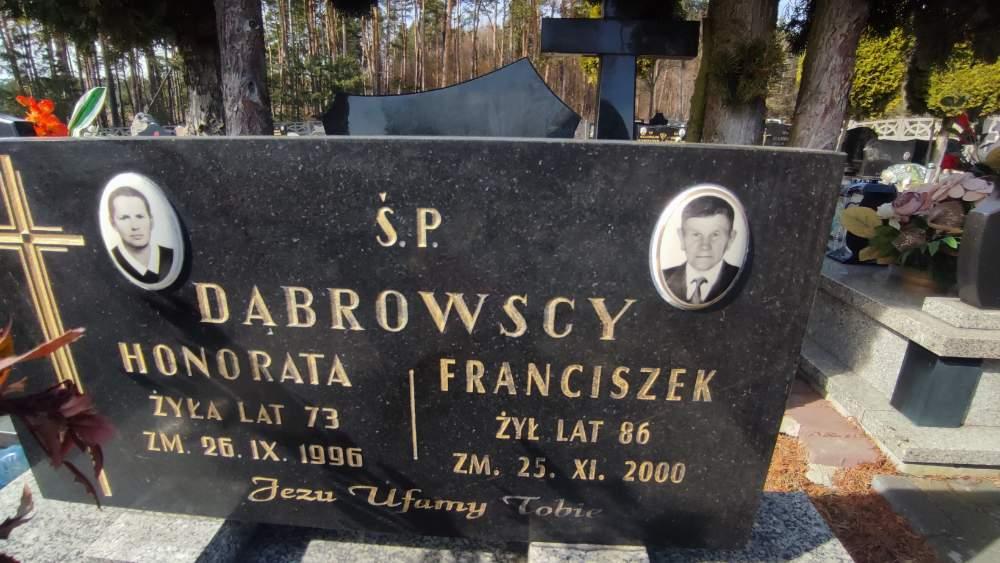 Ś.P.
DĄBROWSCY
HONORATA
ŻYŁA LAT 73
ZM. 26. IX. 1996
FRANCISZEK
ŻYŁ LAT 86
ZM. 25. XI. 2000
Jezu Ufamy Tobie